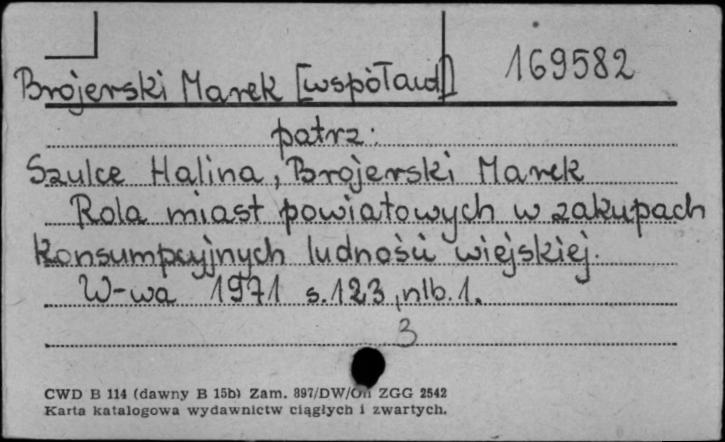 Brojerski Marek [współaut]
169582
patrz:
Szulce Halina, Brojerski Marek
Rola miast powiatowych w zakupach
konsumpcyjnych ludności wiejskiej.
W-wa 1971 s.123, nlb.1.
3
CWD B 114 (dawny B 15b) Zam. 897/DW/On ZGG 2542
Karta katalogowa wydawnictw ciągłych i zwartych.